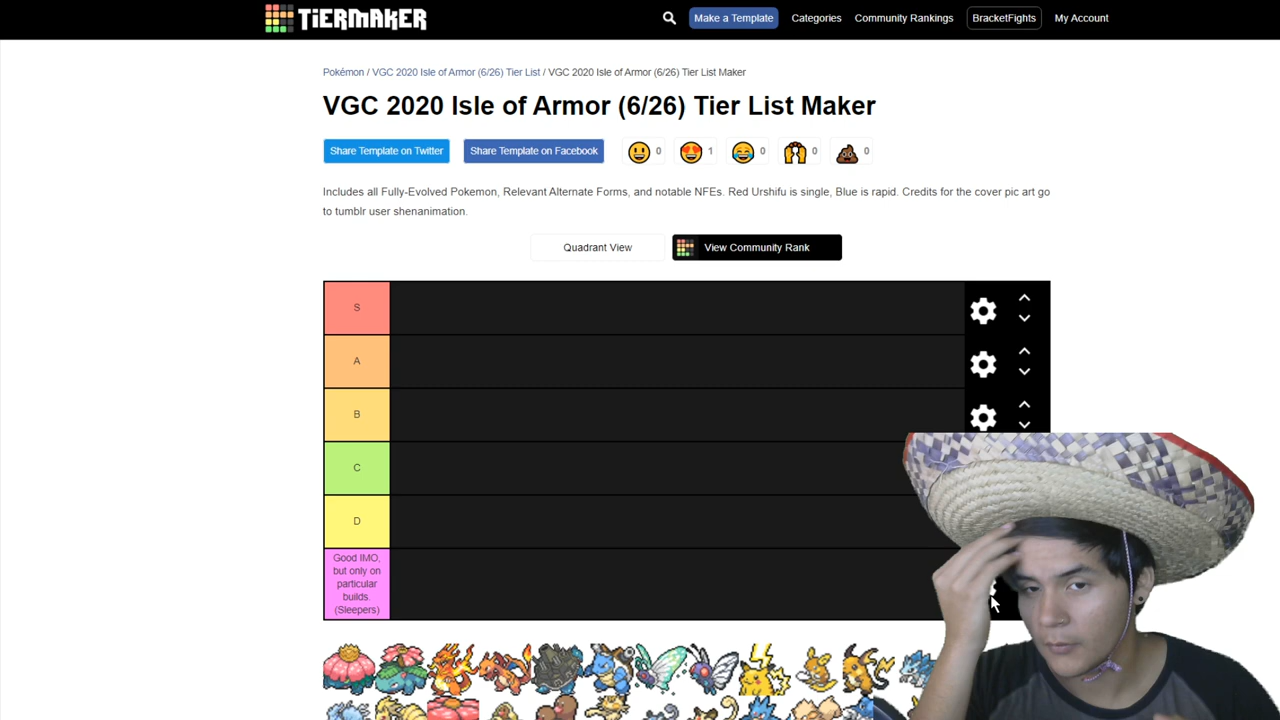 TiERMAKER
Make a Template Categories Community Rankings BracketFights My Account
Pokémon / VGC 2020 Isle of Armor (6/26) Tier List / VGC 2020 Isle of Armor (6/26) Tier List Maker
VGC 2020 Isle of Armor (6/26) Tier List Maker
Share Template on Twitter Share Template on Facebook 0 1 0 0 0
Includes all Fully-Evolved Pokemon, Relevant Alternate Forms, and notable NFEs. Red Urshifu is single, Blue is rapid. Credits for the cover pic art go
to tumblr user shenanimation.
Quadrant View View Community Rank
S
A
B
C
D
Good IMO,
but only on
particular
builds.
(Sleepers)